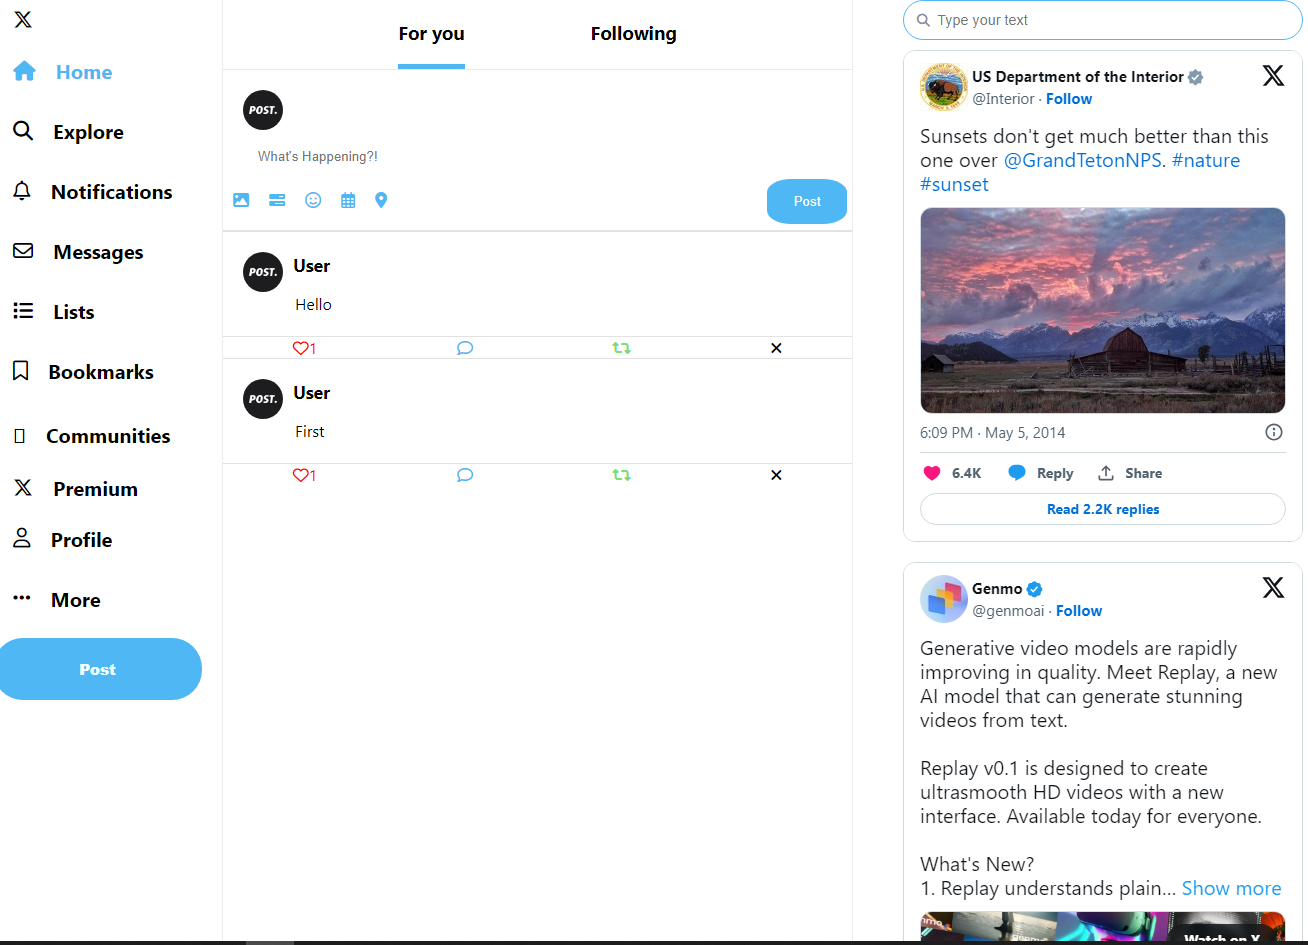 Home
Explore
Notifications
Messages
Lists
Bookmarks
Communities
Premium
Profile
More
Post
For you
Following
POST.
What's Happening?!
Post
POST.
User
Hello
1
POST.
User
First
1
Type your text
US Department of the Interior
@Interior · Follow
Sunsets don't get much better than this
one over @GrandTetonNPS. #nature
#sunset
6:09 PM · May 5, 2014
6.4K
Reply
Share
Read 2.2K replies
Genmo
@genmoai · Follow
Generative video models are rapidly
improving in quality. Meet Replay, a new
AI model that can generate stunning
videos from text.
Replay v0.1 is designed to create
ultrasmooth HD videos with a new
interface. Available today for everyone.
What's New?
1. Replay understands plain... Show more
Watch on X